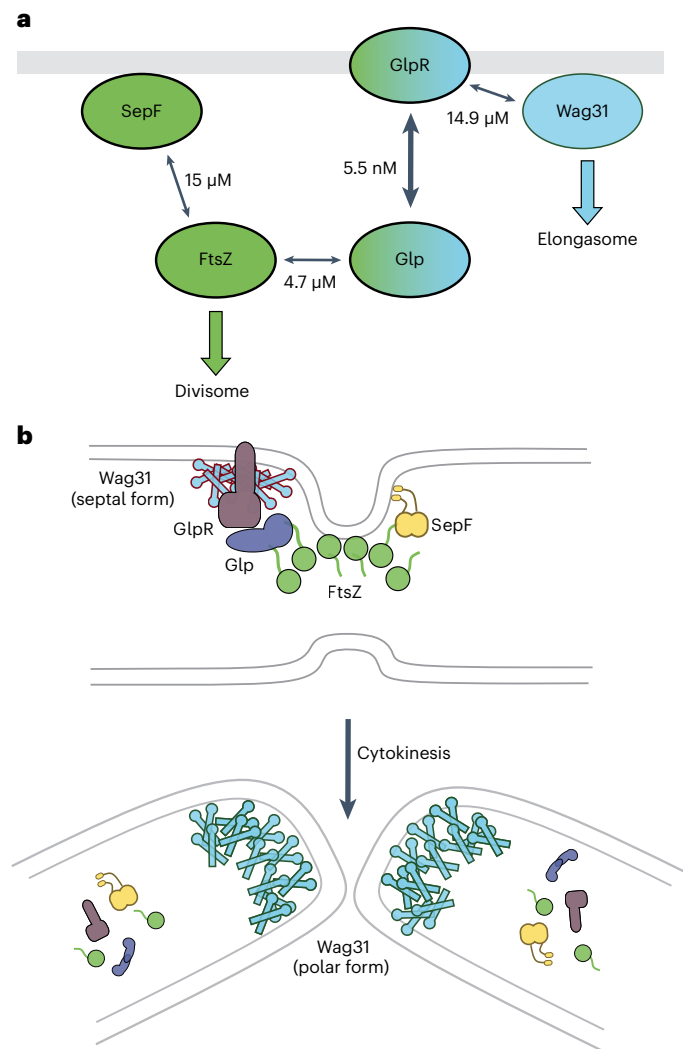 a
GlpR
SepF
Wag31
14.9 µM
5.5 nM
15 µM
Elongasome
FtsZ
Glp
4.7 µM
Divisome
b
Wag31
(septal form)
GlpR
SepF
Glp
FtsZ
Cytokinesis
Wag31
(polar form)